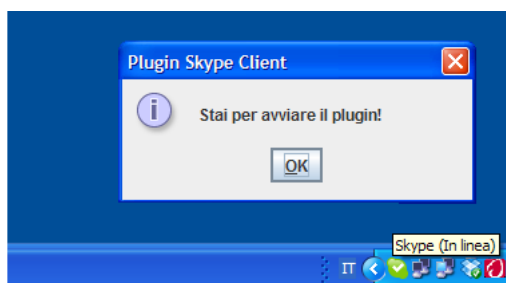 Plugin Skype Client
Stai per avviare il plugin!
OK
Skype (In linea)
IT